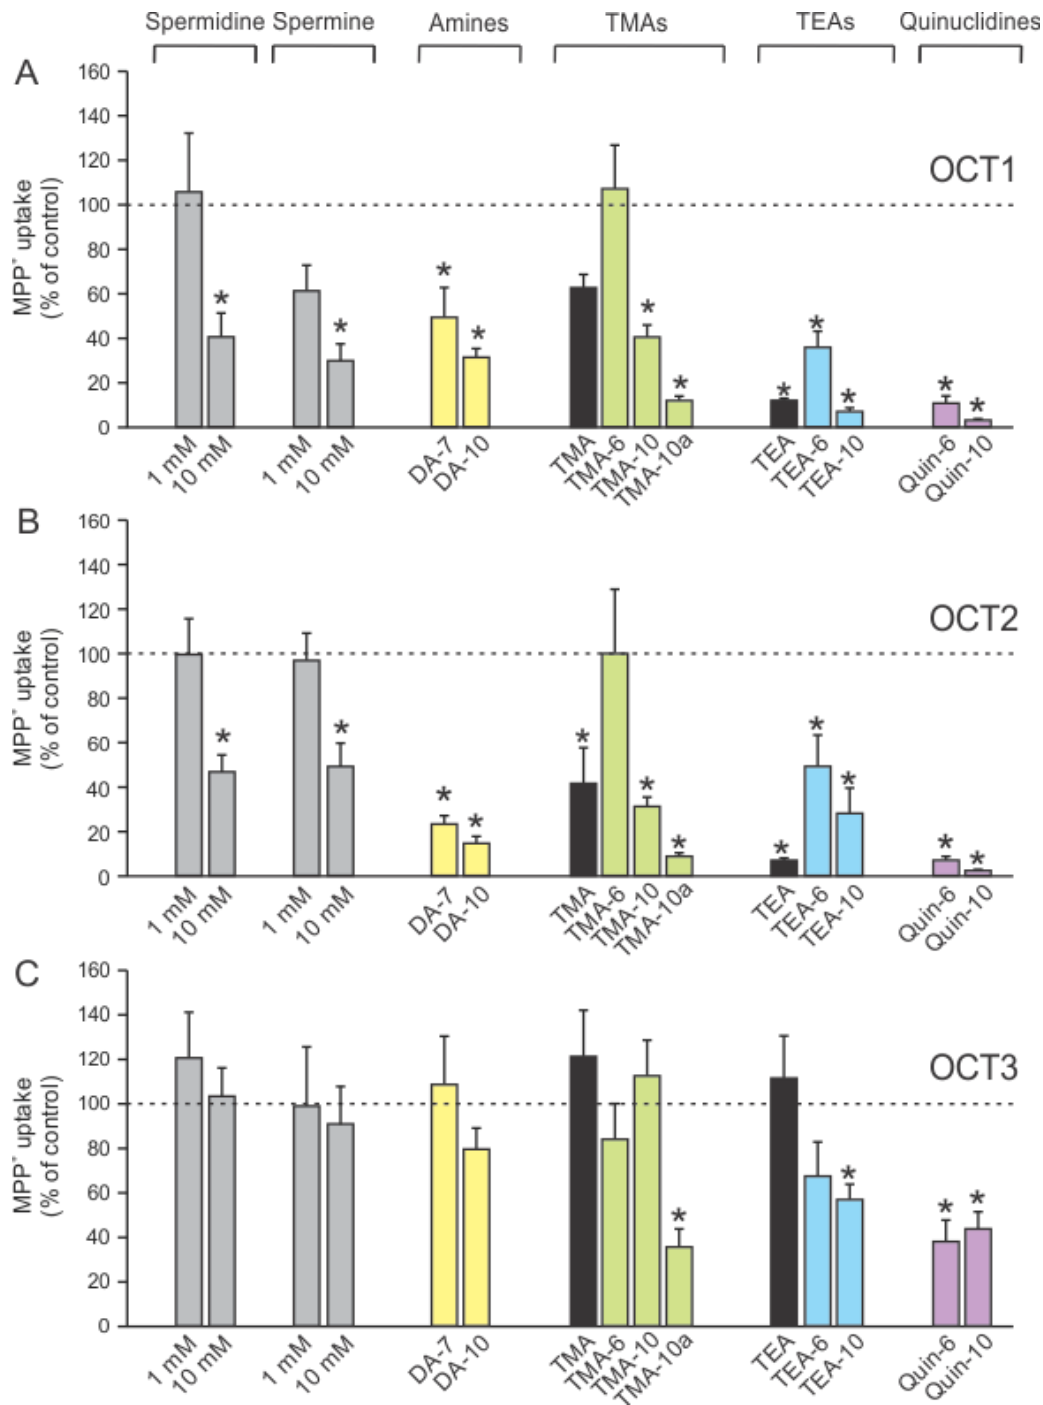 Spermidine Spermine Amines TMAs TEAs Quinuclidines
A
OCT1
MPP⁺ uptake
(% of control)
160
140
120
100
80
60
40
20
0
* * * * * * * * * * *
1 mM 10 mM 1 mM 10 mM DA-7 DA-10 TMA TMA-6 TMA-10 TMA-10a TEA TEA-6 TEA-10 Quin-6 Quin-10
B
OCT2
MPP⁺ uptake
(% of control)
160
140
120
100
80
60
40
20
0
* * * * * * * * * * * *
1 mM 10 mM 1 mM 10 mM DA-7 DA-10 TMA TMA-6 TMA-10 TMA-10a TEA TEA-6 TEA-10 Quin-6 Quin-10
C
OCT3
MPP⁺ uptake
(% of control)
160
140
120
100
80
60
40
20
0
* * * *
1 mM 10 mM 1 mM 10 mM DA-7 DA-10 TMA TMA-6 TMA-10 TMA-10a TEA TEA-6 TEA-10 Quin-6 Quin-10